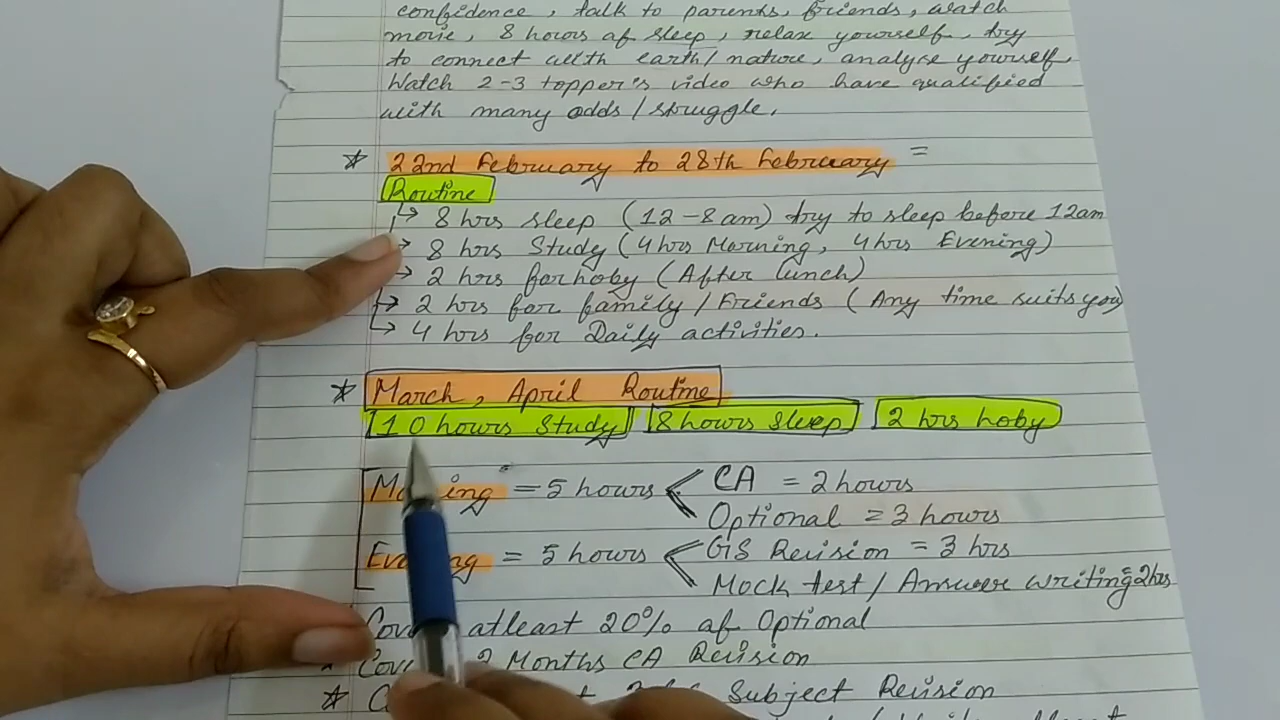 confidence, talk to parents, friends, watch
movie, 8 hours of sleep, relax yourself, try
to connect with earth/nature, analyse yourself,
Watch 2-3 topper's video who have qualified
with many odds/struggle.
☆ 22nd February to 28th February =
Routine
↳ 8 hrs sleep (12-8 am) try to sleep before 12am
→ 8 hrs Study (4 hrs Morning, 4 hrs Evening)
→ 2 hrs for hoby (After lunch)
↳ 2 hrs for family/Friends (Any time suits you)
↳ 4 hrs for Daily activities.
☆ March, April Routine
10 hours Study 8 hours Sleep 2 hrs hoby
= 5 hours < CA = 2 hours
Optional = 3 hours
= 5 hours < GS Revision = 3 hrs
Mock test/Answer writing = 2hrs
atleast 20% of Optional
2 Months CA Revision
☆ Subject Revision